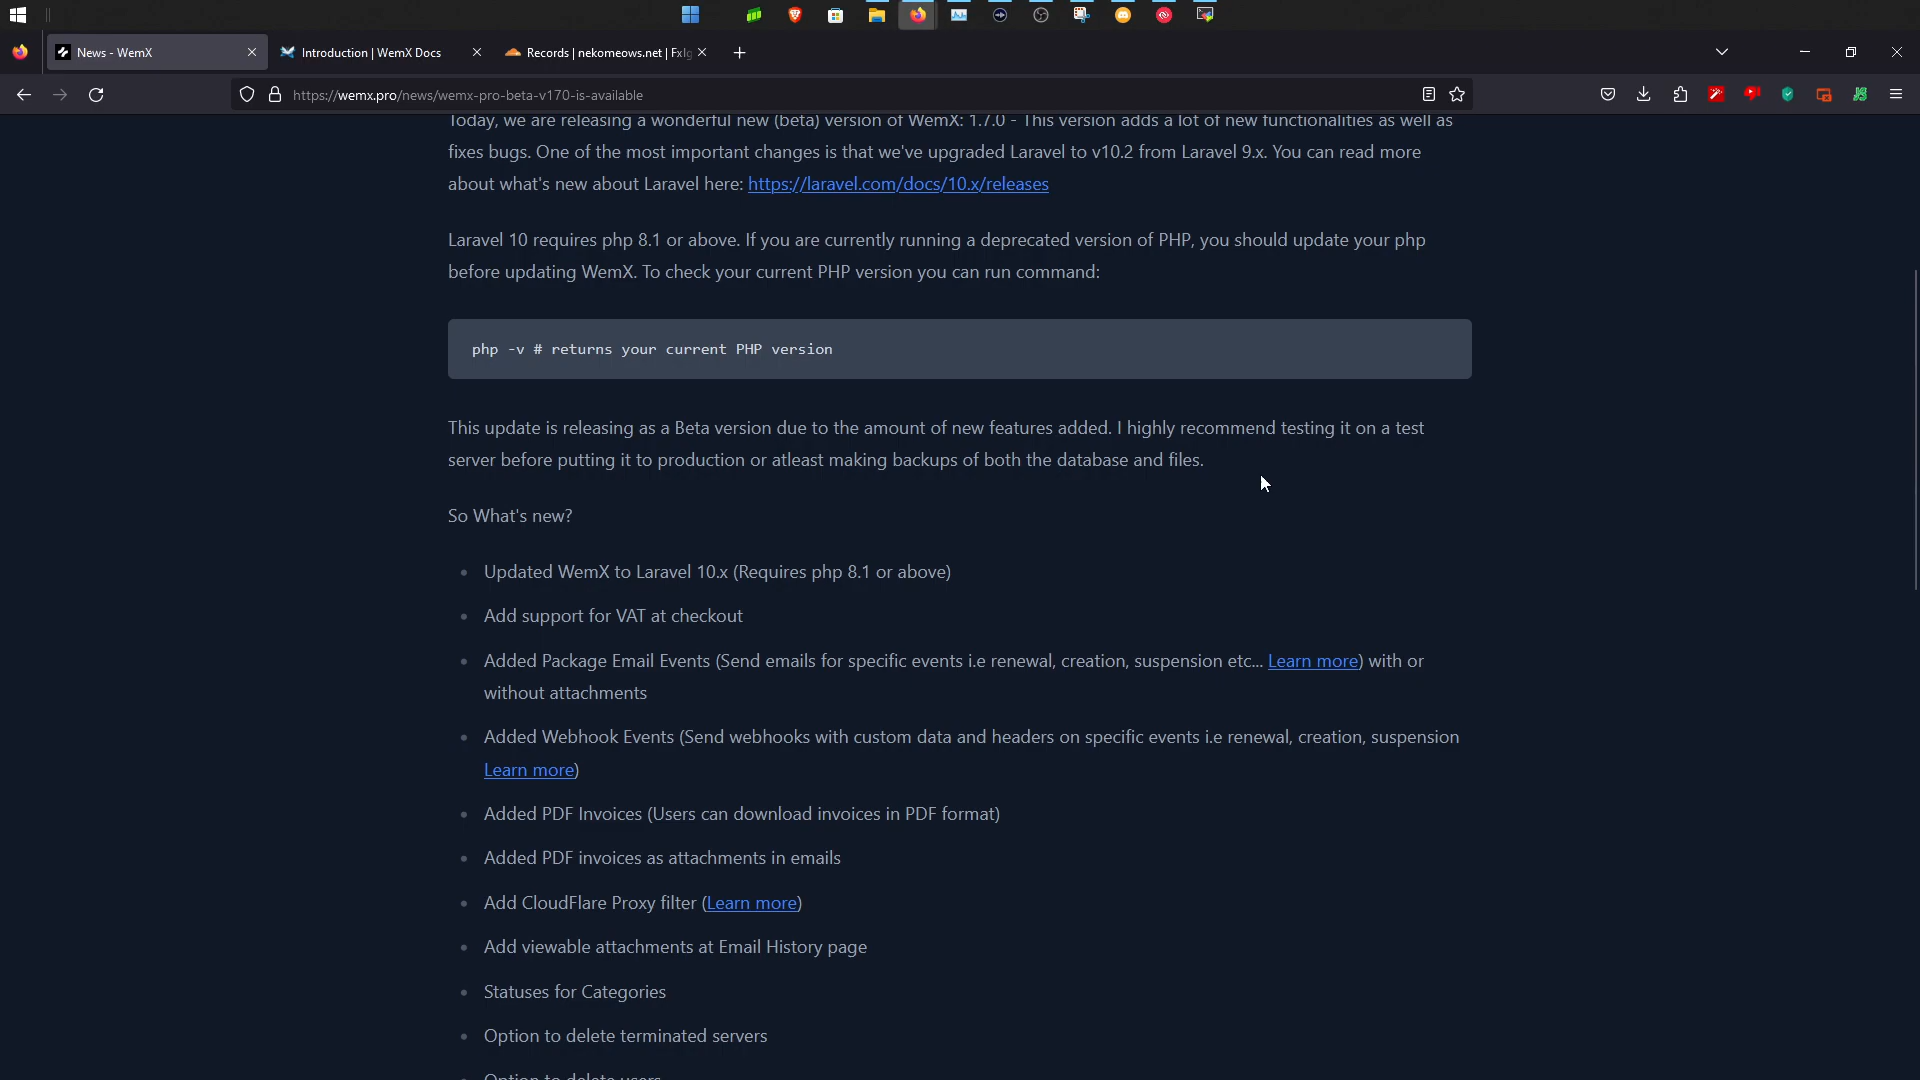 News - WemX
Introduction | WemX Docs
Records | nekomeows.net | Fxlg
https://wemx.pro/news/wemx-pro-beta-v170-is-available
Today, we are releasing a wonderful new (beta) version of WemX: 1.7.0 - This version adds a lot of new functionalities as well as
fixes bugs. One of the most important changes is that we've upgraded Laravel to v10.2 from Laravel 9.x. You can read more
about what's new about Laravel here: https://laravel.com/docs/10.x/releases
Laravel 10 requires php 8.1 or above. If you are currently running a deprecated version of PHP, you should update your php
before updating WemX. To check your current PHP version you can run command:
php -v # returns your current PHP version
This update is releasing as a Beta version due to the amount of new features added. I highly recommend testing it on a test
server before putting it to production or atleast making backups of both the database and files.
So What's new?
Updated WemX to Laravel 10.x (Requires php 8.1 or above)
Add support for VAT at checkout
Added Package Email Events (Send emails for specific events i.e renewal, creation, suspension etc... Learn more) with or
without attachments
Added Webhook Events (Send webhooks with custom data and headers on specific events i.e renewal, creation, suspension
Learn more)
Added PDF Invoices (Users can download invoices in PDF format)
Added PDF invoices as attachments in emails
Add CloudFlare Proxy filter (Learn more)
Add viewable attachments at Email History page
Statuses for Categories
Option to delete terminated servers
Option to delete users